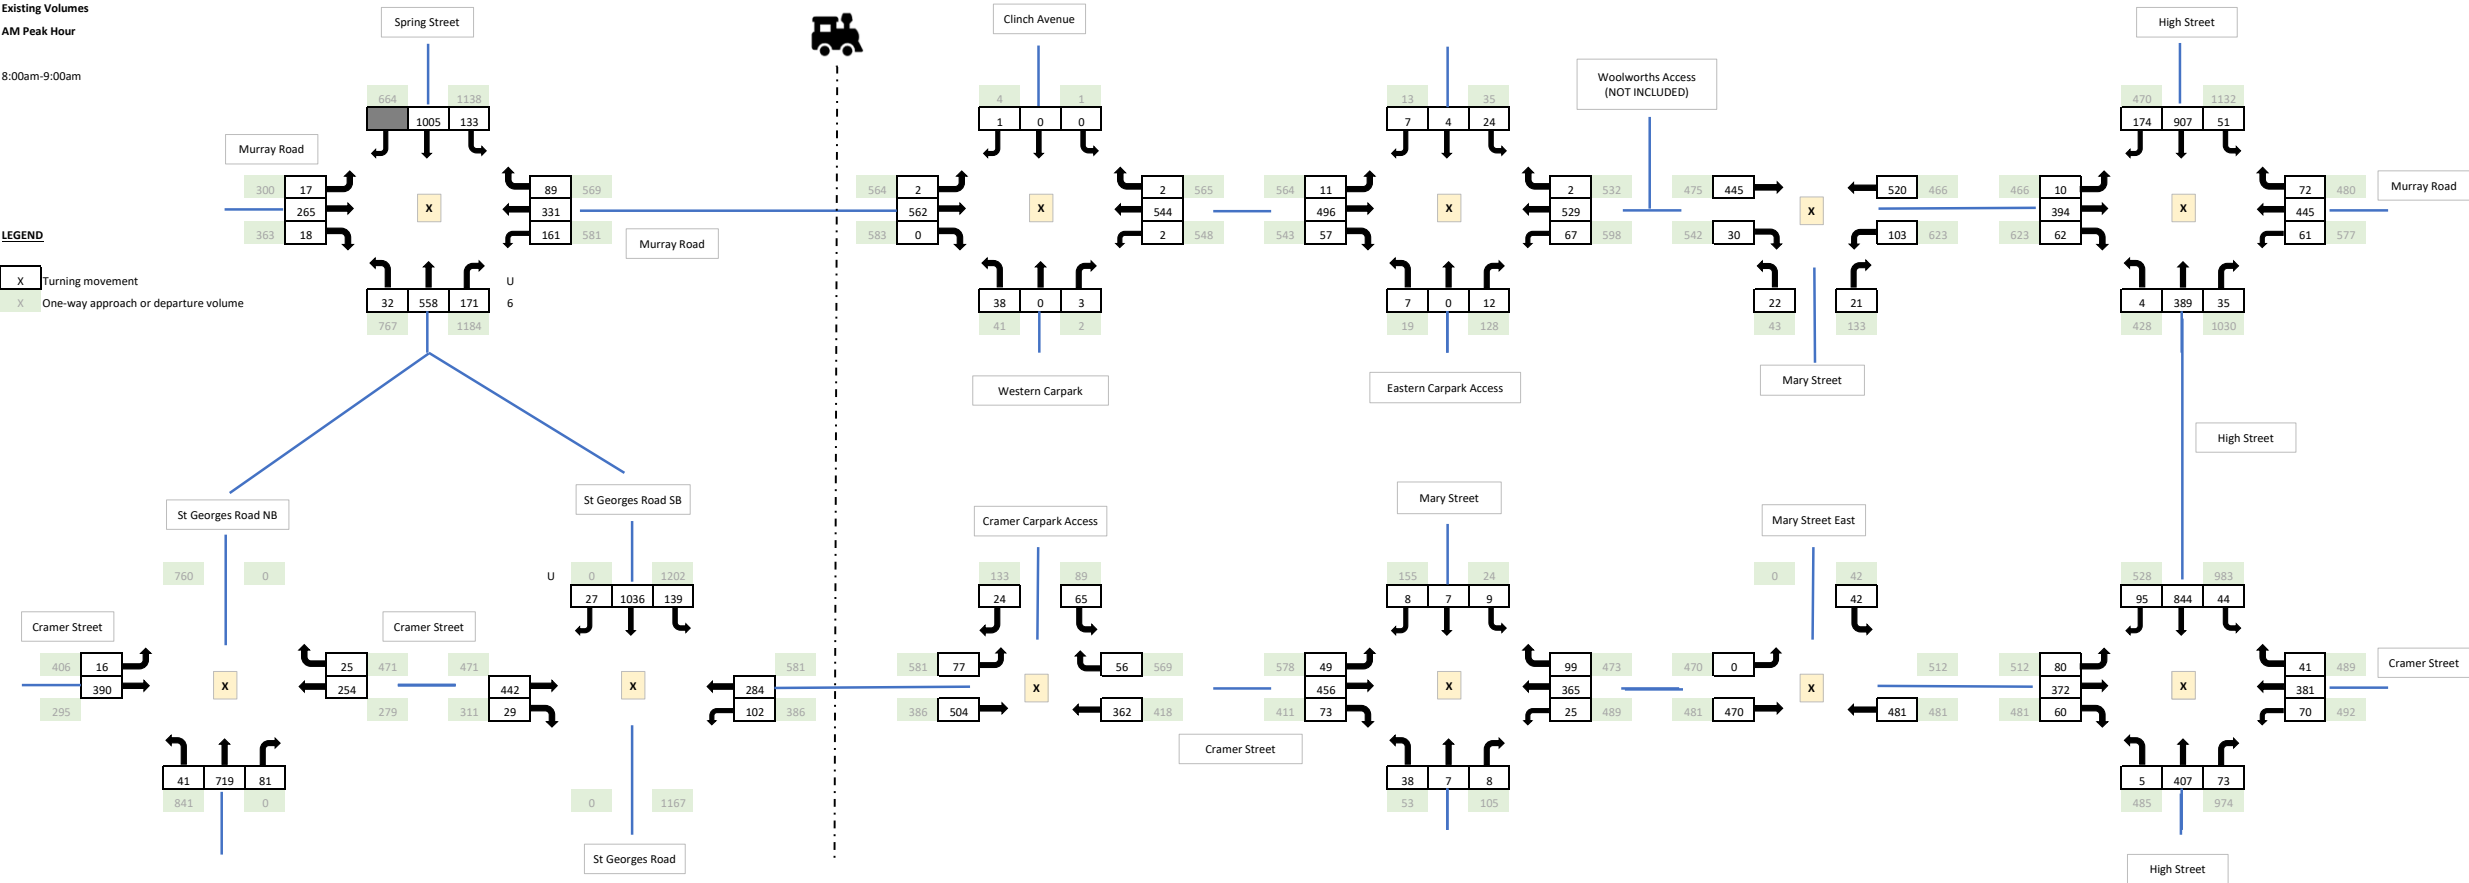 Existing Volumes
AM Peak Hour
8:00am-9:00am
Spring Street
Clinch Avenue
High Street
Woolworths Access
(NOT INCLUDED)
664 1138 4 1 13 35 470 1132
1005 133 1 0 0 7 4 24 174 907 51
Murray Road
300 17 89 569 564 2 2 565 564 11 2 532 475 445 520 466 466 10 72 480 Murray Road
265 X 331 562 X 544 496 X 529 X 394 X 445
LEGEND 363 18 161 581 Murray Road 583 0 2 548 543 57 67 598 542 30 103 623 623 62 61 577
X Turning movement U
X One-way approach or departure volume
32 558 171 6 38 0 3 7 0 12 22 21 4 389 35
767 1184 41 2 19 128 43 133 428 1030
Western Carpark
Eastern Carpark Access
Mary Street
High Street
St Georges Road NB
St Georges Road SB
Cramer Carpark Access
Mary Street
Mary Street East
760 0 U 0 1202 133 89 155 24 0 42 528 983
27 1036 139 24 65 8 7 9 42 95 844 44
Cramer Street
Cramer Street
406 16 25 471 471 581 581 77 56 569 578 49 99 473 470 0 512 512 80 41 489 Cramer Street
390 X 254 442 X 284 X 456 X 365 X 372 X 381
295 279 311 29 102 386 386 504 362 418 411 73 25 489 481 470 481 481 481 60 70 492
Cramer Street
41 719 81 38 7 8 5 407 73
841 0 0 1167 53 105 485 974
St Georges Road
High Street